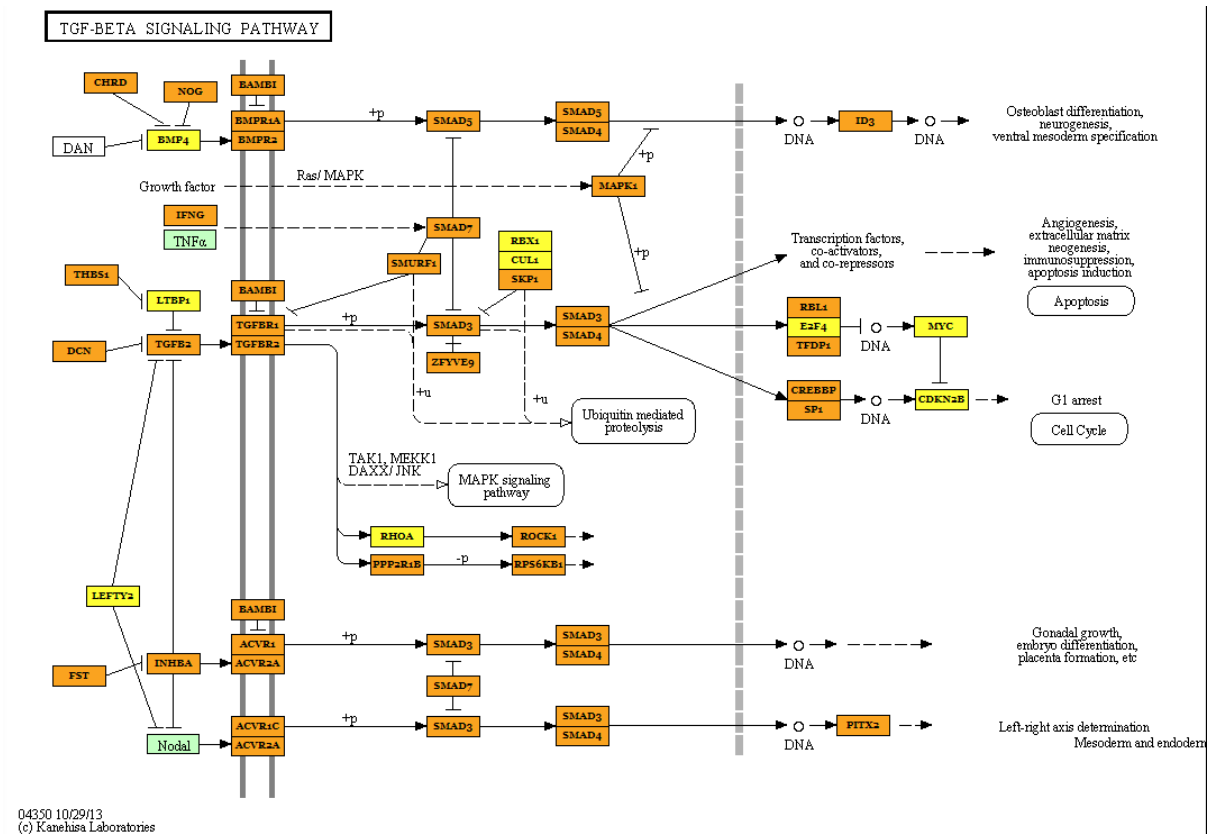 TGF-BETA SIGNALING PATHWAY
CHRD
NOG
BAMBI
DAN
BMP4
BMPR1A
BMPR2
+p
SMAD5
SMAD5
SMAD4
DNA
ID3
DNA
Osteoblast differentiation,
neurogenesis,
ventral mesoderm specification
+p
Growth factor
Ras/ MAPK
MAPK1
IFNG
TNFα
SMAD7
RBX1
CUL1
SKP1
SMURF1
+p
Transcription factors,
co-activators,
and co-repressors
Angiogenesis,
extracellular matrix
neogenesis,
immunosuppression,
apoptosis induction
Apoptosis
THBS1
LTBP1
BAMBI
DCN
TGFB2
TGFBR1
TGFBR2
+p
SMAD3
ZFYVE9
SMAD3
SMAD4
RBL1
E2F4
TFDP1
DNA
MYC
+u
+u
CREBBP
SP1
DNA
CDKN2B
G1 arrest
Cell Cycle
Ubiquitin mediated
proteolysis
TAK1, MEKK1
DAXX/ JNK
MAPK signaling
pathway
RHOA
ROCK1
PPP2R1B
-p
RPS6KB1
LEFTY2
BAMBI
FST
INHBA
ACVR1
ACVR2A
+p
SMAD3
SMAD3
SMAD4
DNA
Gonadal growth,
embryo differentiation,
placenta formation, etc
SMAD7
Nodal
ACVR1C
ACVR2A
+p
SMAD3
SMAD3
SMAD4
DNA
PITX2
Left-right axis determination
Mesoderm and endoderm
04350 10/29/13
(c) Kanehisa Laboratories